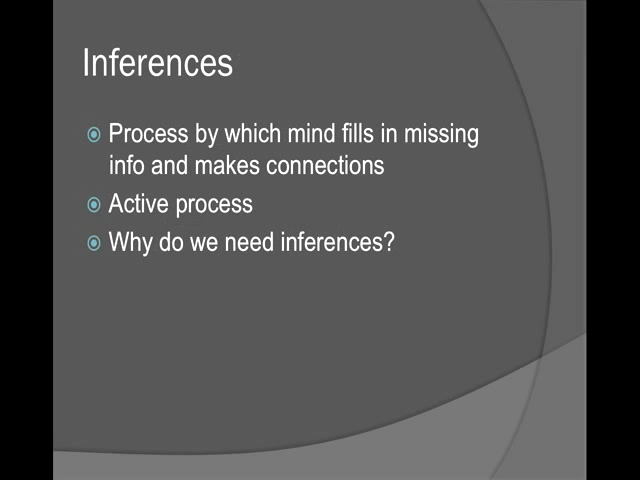 Inferences
Process by which mind fills in missing
info and makes connections
Active process
Why do we need inferences?